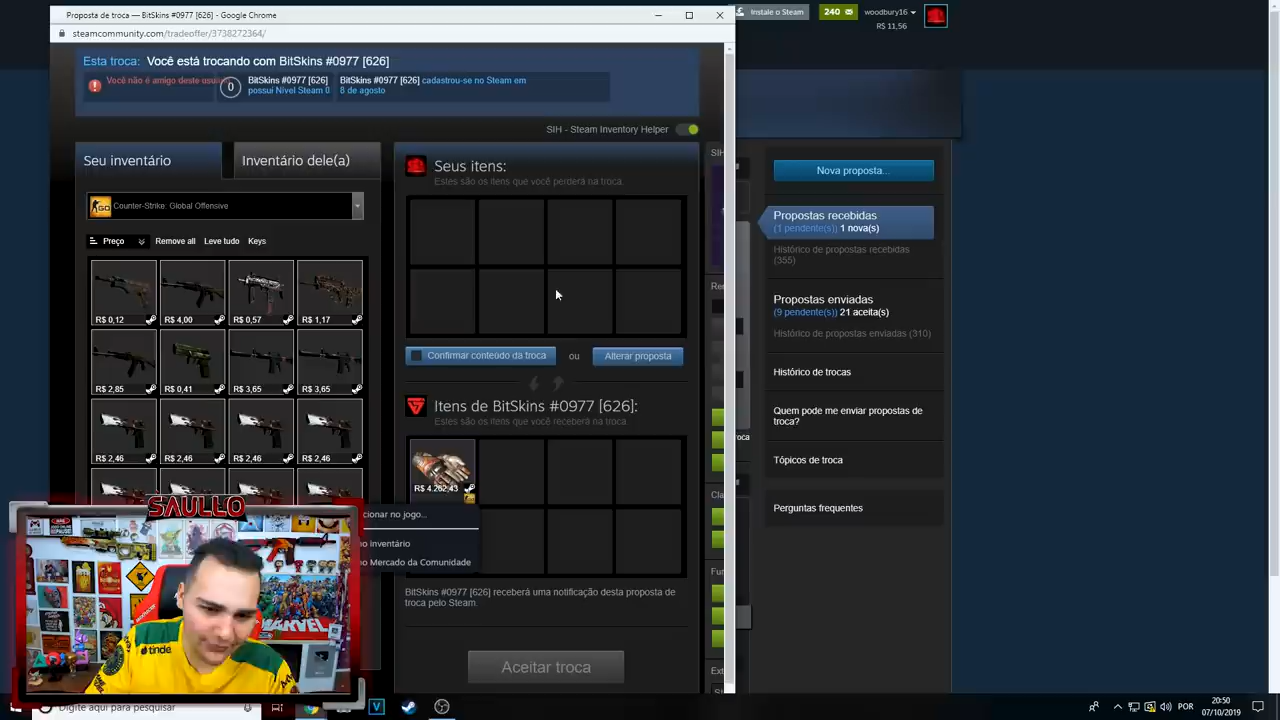 Proposta de troca — BitSkins #0977 [626] - Google Chrome
steamcommunity.com/tradeoffer/3738272364/
Instale o Steam
240
woodbury16
R$ 11,56
Esta troca: Você está trocando com BitSkins #0977 [626]
Você não é amigo deste
0
BitSkins #0977 [626]
possui Nível Steam 0
BitSkins #0977 [626] cadastrou-se no Steam em
8 de agosto
SIH - Steam Inventory Helper
Seu inventário
Inventário dele(a)
Counter-Strike: Global Offensive
Preço
Remove all
Leve tudo
Keys
R$ 0,12
R$ 4,00
R$ 0,57
R$ 1,17
R$ 2,85
R$ 0,41
R$ 3,65
R$ 3,65
R$ 2,46
R$ 2,46
R$ 2,46
R$ 2,46
Seus itens:
Estes são os itens que você perderá na troca.
Confirmar conteúdo da troca
ou
Alterar proposta
Itens de BitSkins #0977 [626]:
Estes são os itens que você receberá na troca.
BitSkins #0977 [626] receberá uma notificação desta proposta de
troca pelo Steam.
Aceitar troca
cionar no jogo...
o inventário
o Mercado da Comunidade
SIH
Nova proposta...
Propostas recebidas
(1 pendente(s)) 1 nova(s)
Histórico de propostas recebidas
(355)
Propostas enviadas
(9 pendente(s)) 21 aceita(s)
Histórico de propostas enviadas (310)
Histórico de trocas
Quem pode me enviar propostas de
troca?
Tópicos de troca
Perguntas frequentes
Re
roca
Cla
Fu
Ext
SAULLO
MARVEL
tinde
Digite aqui para pesquisar
V
POR
20:50
07/10/2019